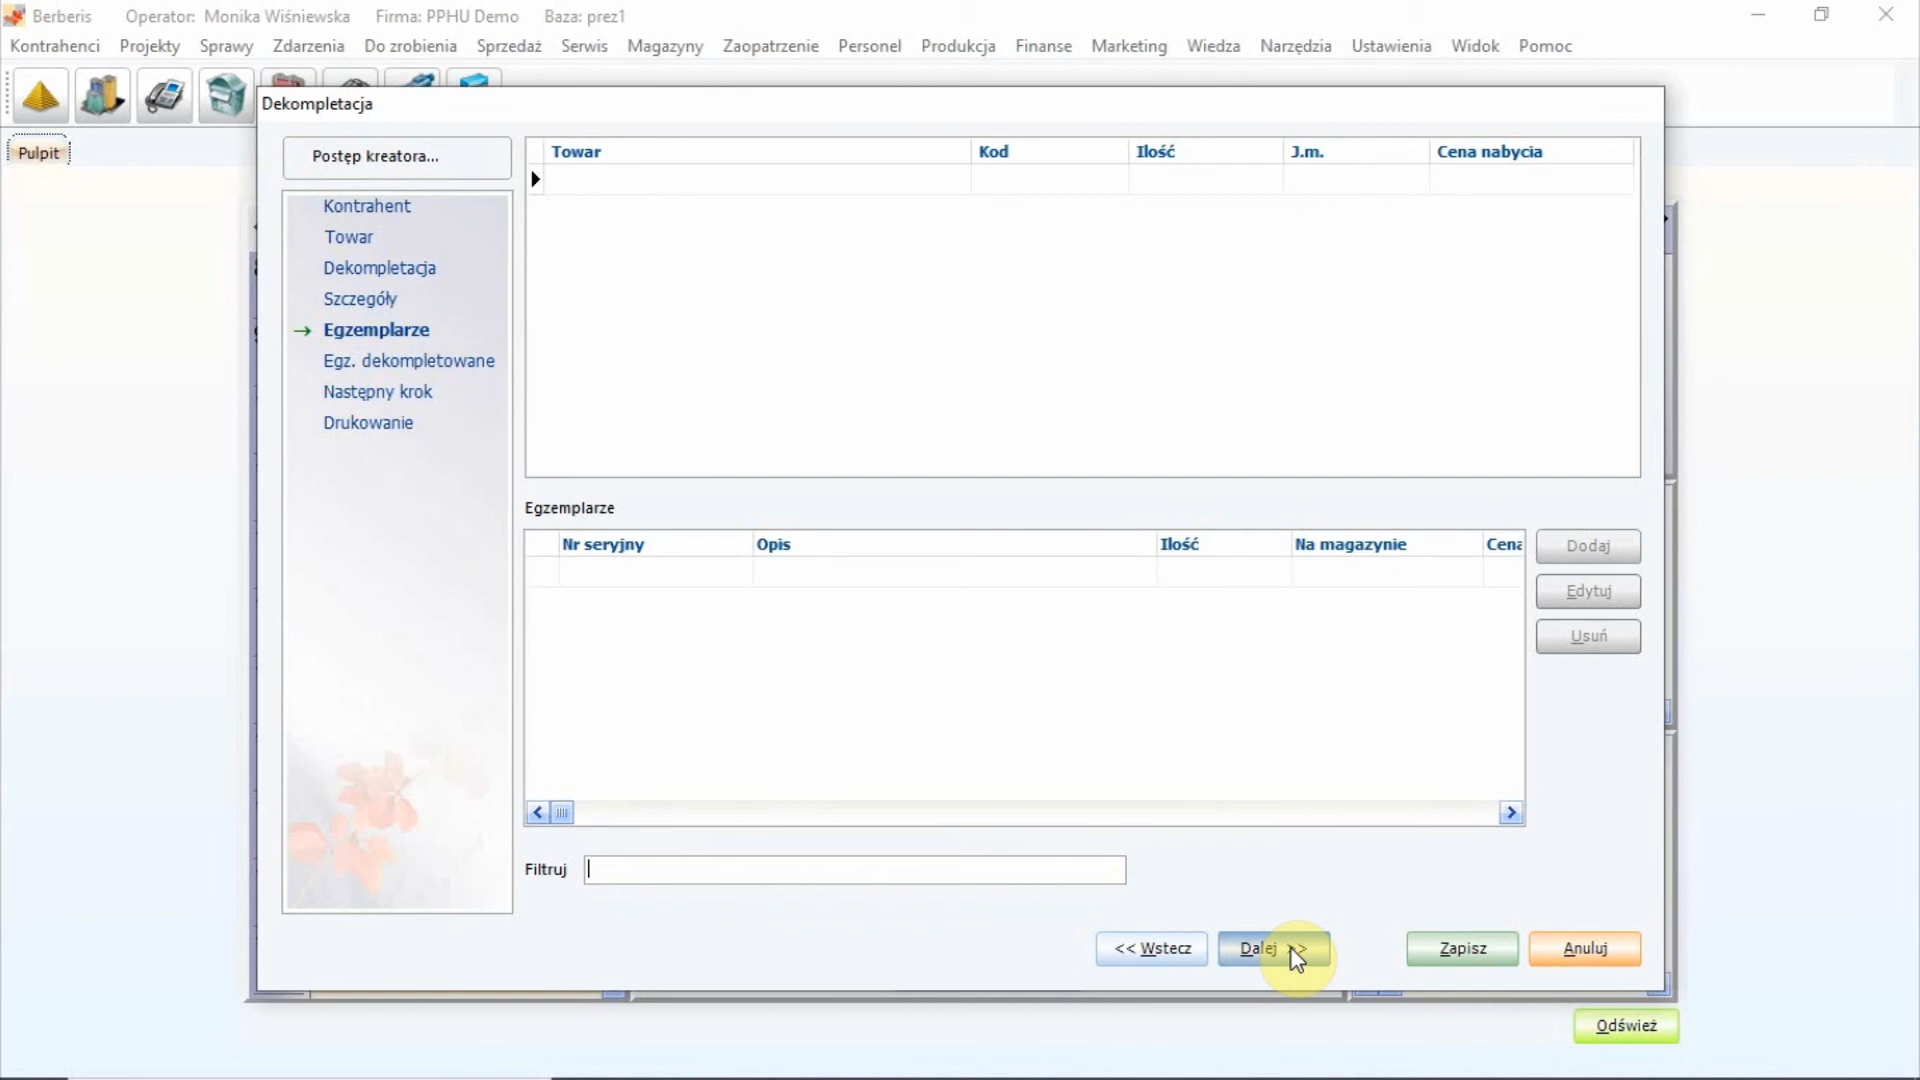 Berberis Operator: Monika Wiśniewska Firma: PPHU Demo Baza: prez1
Kontrahenci Projekty Sprawy Zdarzenia Do zrobienia Sprzedaż Serwis Magazyny Zaopatrzenie Personel Produkcja Finanse Marketing Wiedza Narzędzia Ustawienia Widok Pomoc
Dekompletacja
Pulpit
Postęp kreatora...
Kontrahent
Towar
Dekompletacja
Szczegóły
→ Egzemplarze
Egz. dekompletowane
Następny krok
Drukowanie
Towar Kod Ilość J.m. Cena nabycia
Egzemplarze
Nr seryjny Opis Ilość Na magazynie Cena
Dodaj
Edytuj
Usuń
Filtruj
<< Wstecz Dalej >> Zapisz Anuluj
Odśwież